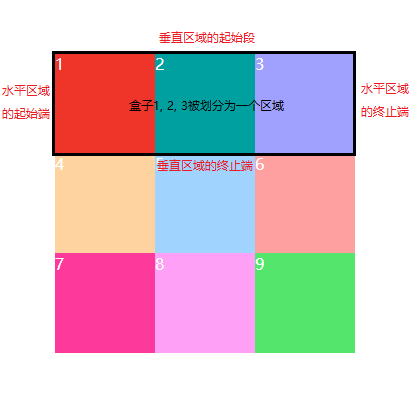 垂直区域的起始段
1 2 3
水平区域
的起始端
盒子1, 2, 3被划分为一个区域
水平区域
的终止端
4 5 6
垂直区域的终止端
7 8 9